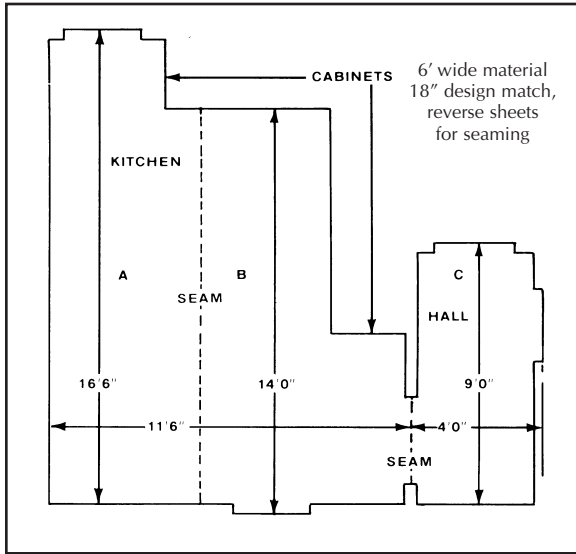 CABINETS
6’ wide material
18” design match,
reverse sheets
for seaming
KITCHEN
A
B
C
SEAM
HALL
16'6"
14'0"
9'0"
11'6"
4'0"
SEAM